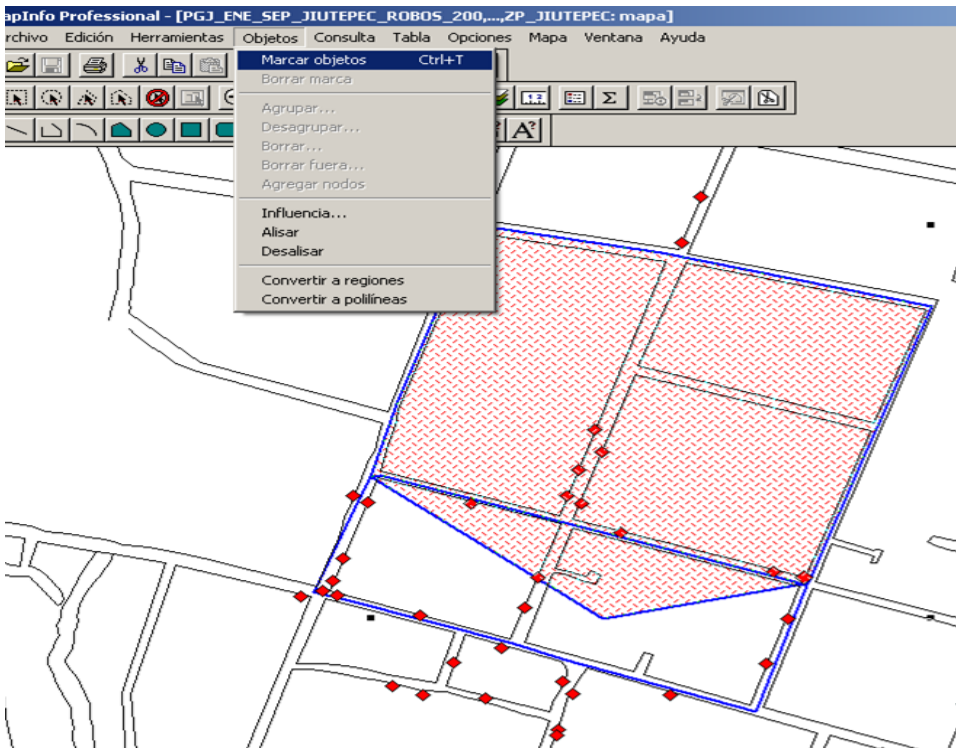 apInfo Professional - [PGJ_ENE_SEP_JIUTEPEC_ROBOS_200,...,ZP_JIUTEPEC: mapa]
rchivo Edición Herramientas Objetos Consulta Tabla Opciones Mapa Ventana Ayuda
Marcar objetos Ctrl+T
Borrar marca
Agrupar...
Desagrupar...
Borrar...
Borrar fuera...
Agregar nodos
Influencia...
Alisar
Desalisar
Convertir a regiones
Convertir a polilíneas